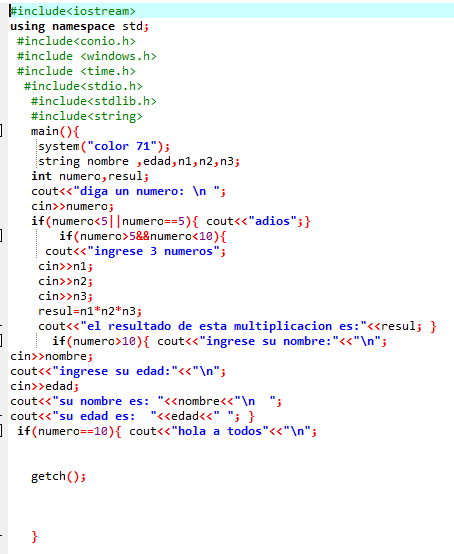 #include<iostream>
using namespace std;
#include<conio.h>
#include <windows.h>
#include <time.h>
#include<stdio.h>
#include<stdlib.h>
#include<string>
main(){
system("color 71");
string nombre ,edad,n1,n2,n3;
int numero,resul;
cout<<"diga un numero: \n ";
cin>>numero;
if(numero<5||numero==5){ cout<<"adios";}
if(numero>5&&numero<10){
cout<<"ingrese 3 numeros";
cin>>n1;
cin>>n2;
cin>>n3;
resul=n1*n2*n3;
cout<<"el resultado de esta multiplicacion es:"<<resul; }
if(numero>10){ cout<<"ingrese su nombre:"<<"\n";
cin>>nombre;
cout<<"ingrese su edad:"<<"\n";
cin>>edad;
cout<<"su nombre es: "<<nombre<<"\n  ";
cout<<"su edad es:  "<<edad<<" "; }
if(numero==10){ cout<<"hola a todos"<<"\n";
getch();
}